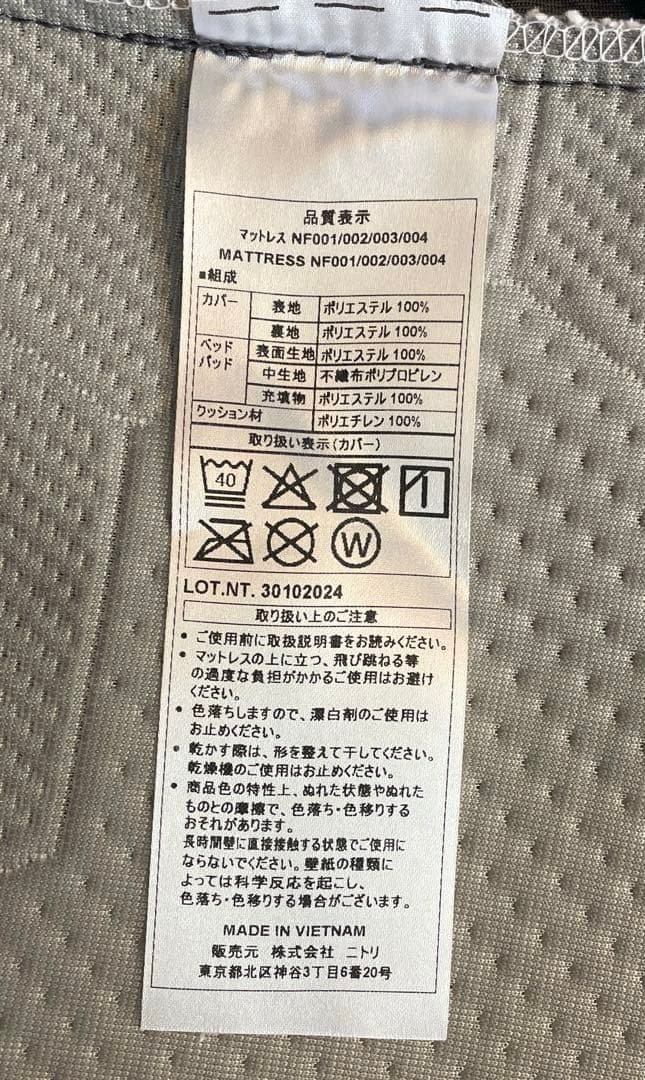 品質表示
マットレス NF001/002/003/004
MATTRESS NF001/002/003/004
■組成
カバー 表地 ポリエステル 100%
裏地 ポリエステル 100%
ベッドパッド 表面生地 ポリエステル 100%
中生地 不織布ポリプロピレン
充填物 ポリエステル 100%
クッション材 ポリエチレン 100%
取り扱い表示(カバー)
40
W
LOT.NT. 30102024
取り扱い上のご注意
• ご使用前に取扱説明書をお読みください。
• マットレスの上に立つ、飛び跳ねる等
の過度な負担がかかるご使用はお避け
ください。
• 色落ちしますので、漂白剤のご使用は
お止めください。
• 乾かす際は、形を整えて干してください。
乾燥機のご使用はお止めください。
• 商品色の特性上、ぬれた状態やぬれた
ものとの摩擦で、色落ち・色移りする
おそれがあります。
長時間壁に直接接触する状態でご使用に
ならないでください。壁紙の種類に
よっては科学反応を起こし、
色落ち・色移りする場合がございます。
MADE IN VIETNAM
販売元 株式会社 ニトリ
東京都北区神谷3丁目6番20号